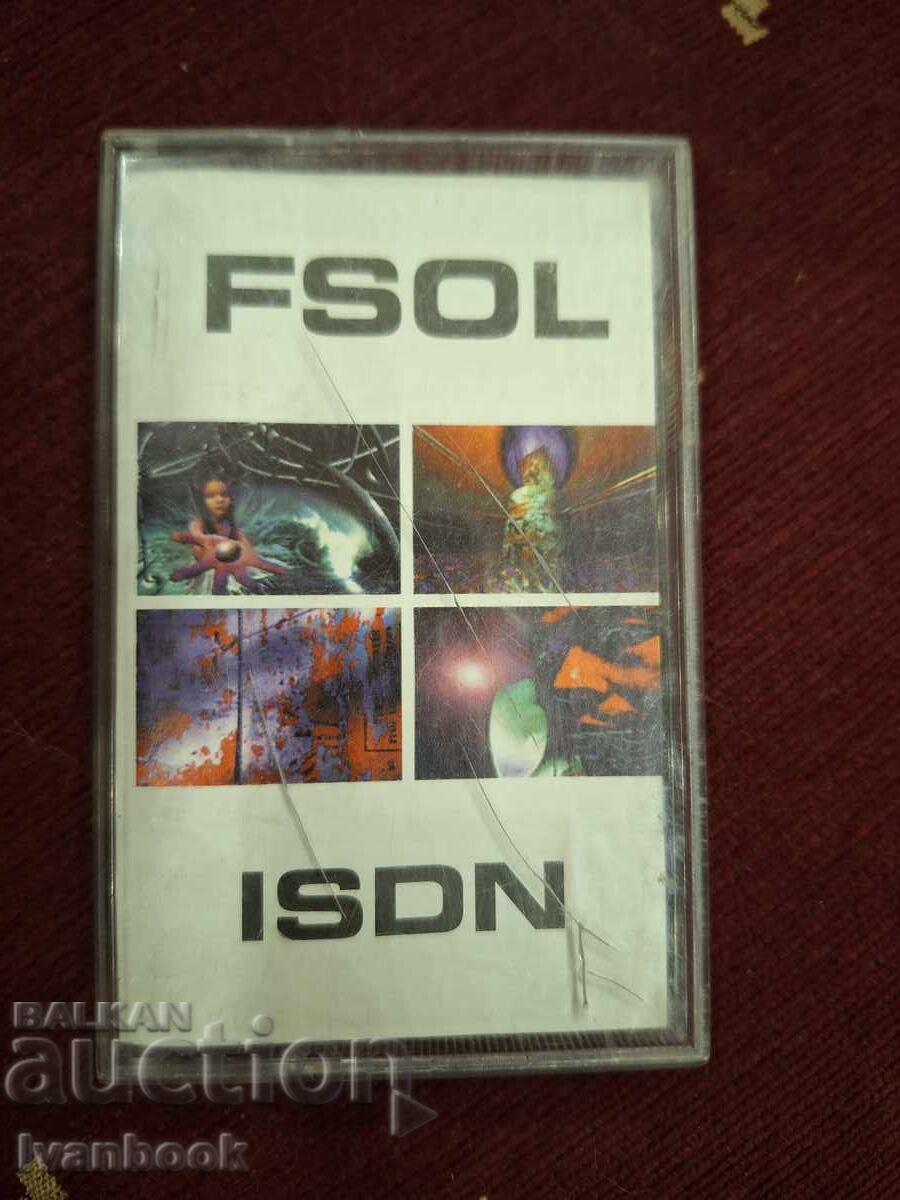 FSOL
ISDN
BALKAN
auction
Ivanbook